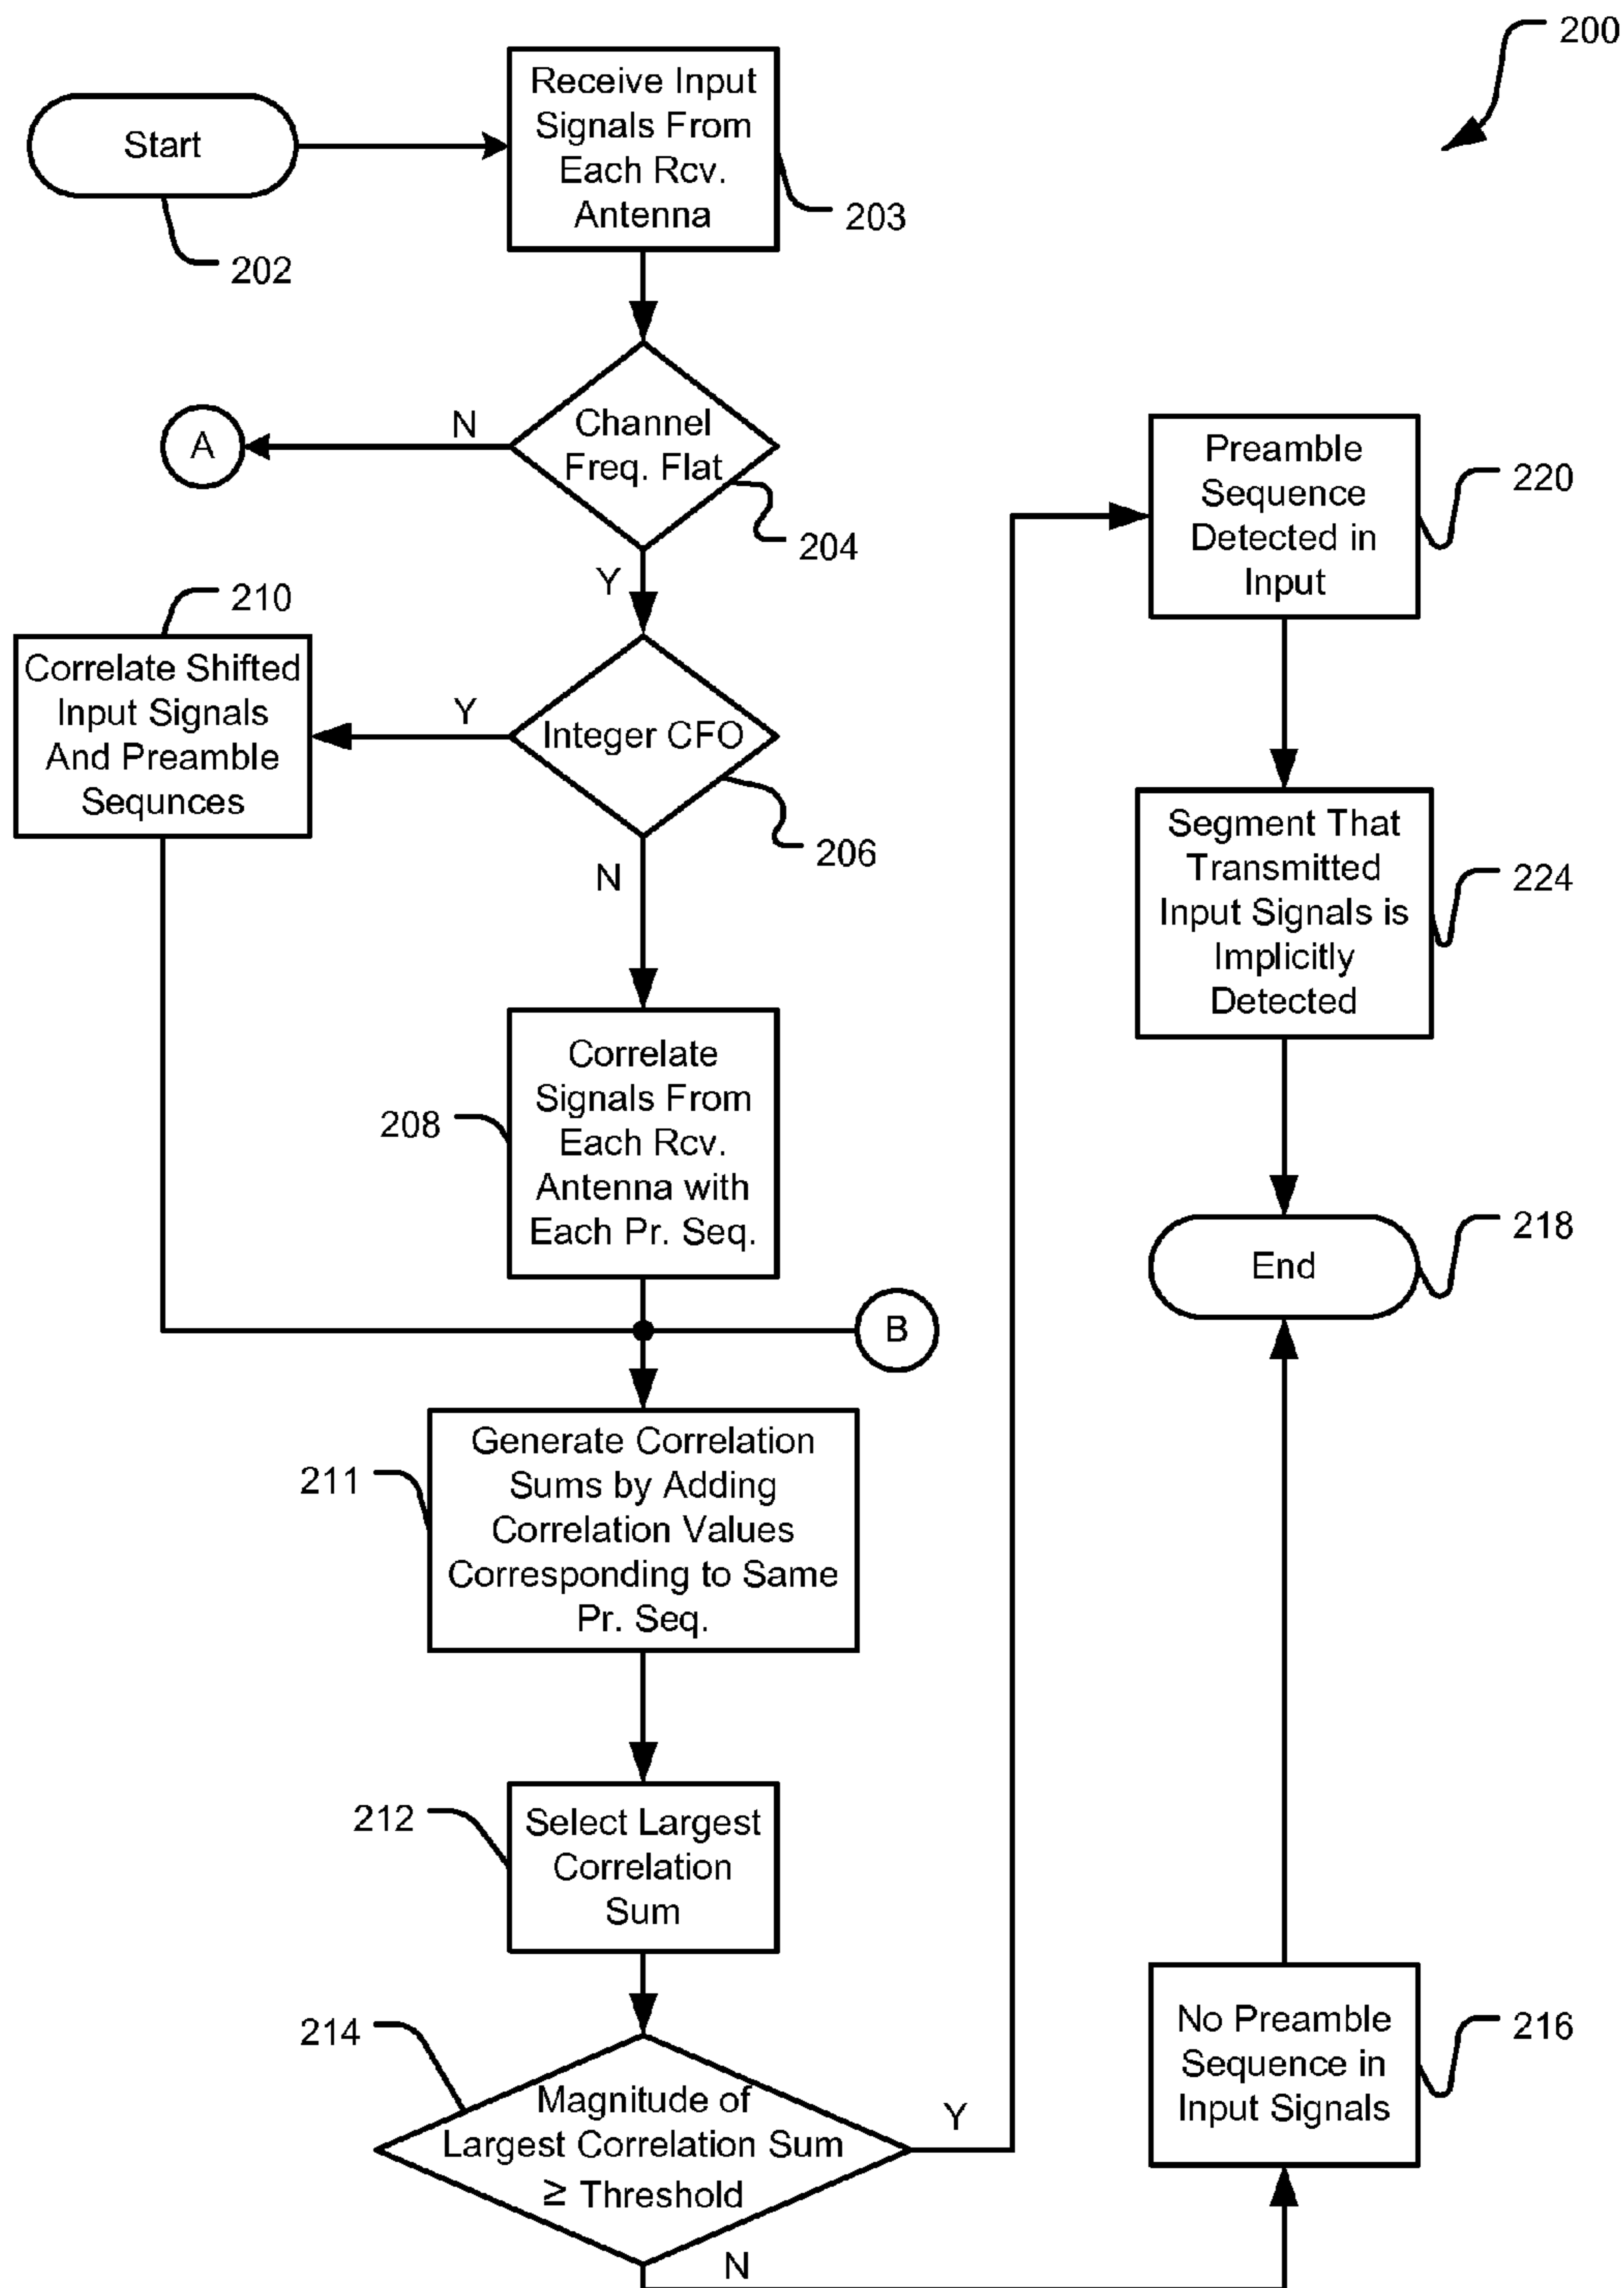 200
Start
202
Receive Input
Signals From
Each Rcv.
Antenna
203
Channel
Freq. Flat
204
N
A
Y
Integer CFO
206
Y
210
Correlate Shifted
Input Signals
And Preamble
Sequnces
N
208
Correlate
Signals From
Each Rcv.
Antenna with
Each Pr. Seq.
B
211
Generate Correlation
Sums by Adding
Correlation Values
Corresponding to Same
Pr. Seq.
212
Select Largest
Correlation
Sum
214
Magnitude of
Largest Correlation Sum
≥ Threshold
Y
N
Preamble
Sequence
Detected in
Input
220
Segment That
Transmitted
Input Signals is
Implicitly
Detected
224
End
218
No Preamble
Sequence in
Input Signals
216